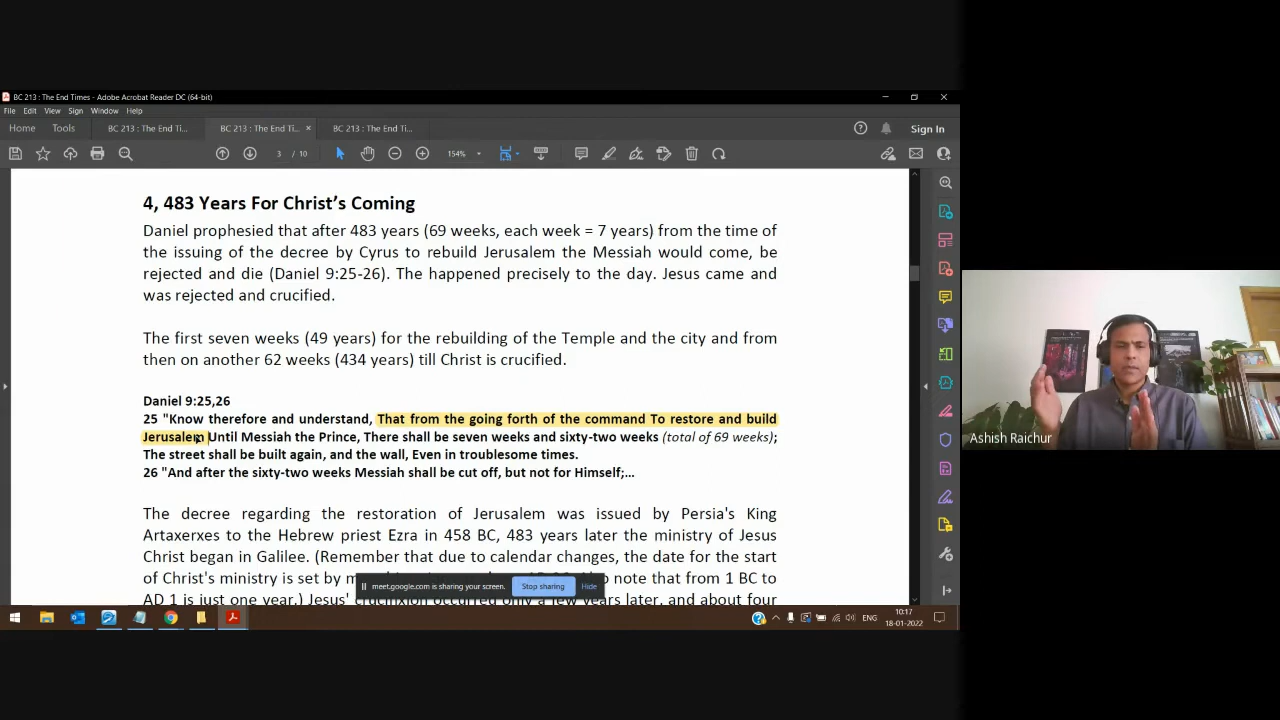 BC 213 : The End Times - Adobe Acrobat Reader DC (64-bit)
File Edit View Sign Window Help
Home Tools BC 213 : The End Ti... BC 213 : The End Ti... × BC 213 : The End Ti... Sign In
3 / 10 154%
4, 483 Years For Christ's Coming
Daniel prophesied that after 483 years (69 weeks, each week = 7 years) from the time of
the issuing of the decree by Cyrus to rebuild Jerusalem the Messiah would come, be
rejected and die (Daniel 9:25-26). The happened precisely to the day. Jesus came and
was rejected and crucified.
The first seven weeks (49 years) for the rebuilding of the Temple and the city and from
then on another 62 weeks (434 years) till Christ is crucified.
Daniel 9:25,26
25 "Know therefore and understand, That from the going forth of the command To restore and build
Jerusalem Until Messiah the Prince, There shall be seven weeks and sixty-two weeks (total of 69 weeks);
The street shall be built again, and the wall, Even in troublesome times.
26 "And after the sixty-two weeks Messiah shall be cut off, but not for Himself;...
The decree regarding the restoration of Jerusalem was issued by Persia's King
Artaxerxes to the Hebrew priest Ezra in 458 BC, 483 years later the ministry of Jesus
Christ began in Galilee. (Remember that due to calendar changes, the date for the start
of Christ's ministry is set by note that from 1 BC to
AD 1 is just one year.) Jesus' crucifixion occurred only a few years later, and about four
meet.google.com is sharing your screen. Stop sharing Hide
Ashish Raichur
ENG 10:17
18-01-2022